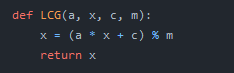 def LCG(a, x, c, m):
    x = (a * x + c) % m
    return x